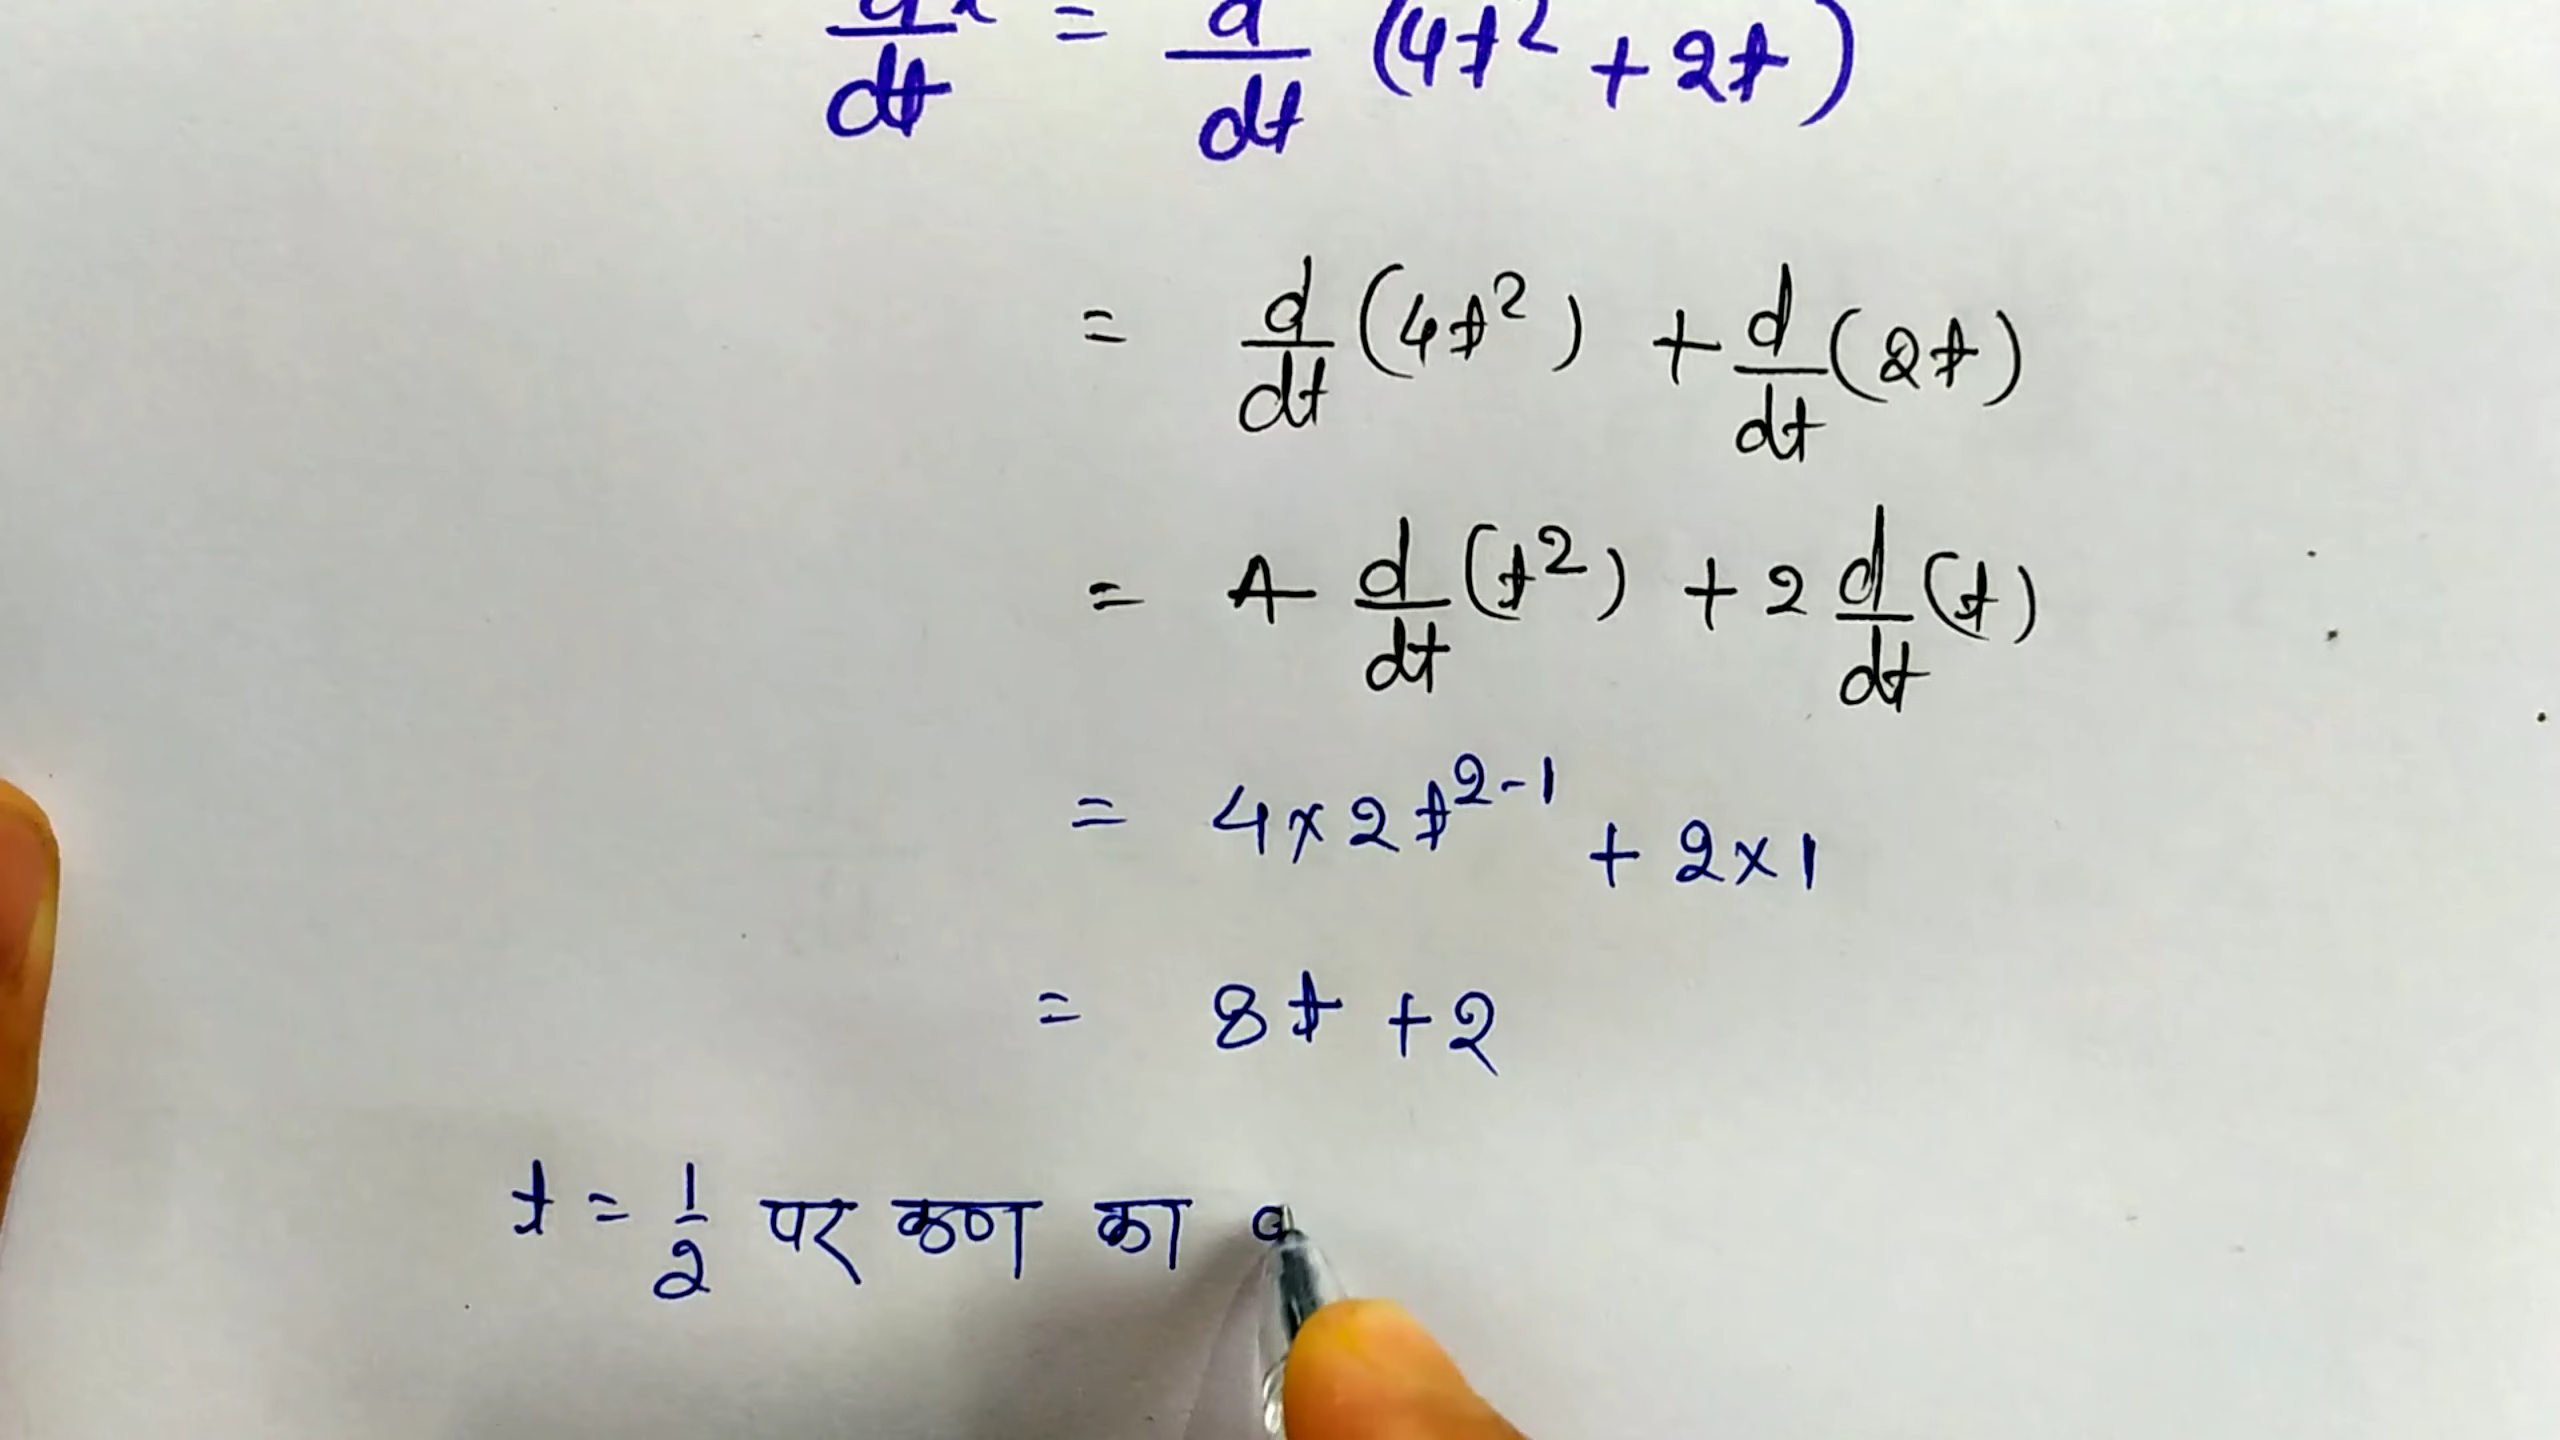 dx/dt = d/dt (4t² + 2t)
= d/dt (4t²) + d/dt (2t)
= 4 d/dt (t²) + 2 d/dt (t)
= 4 × 2 t²⁻¹ + 2 × 1
= 8t + 2
t = 1/2 पर कण का